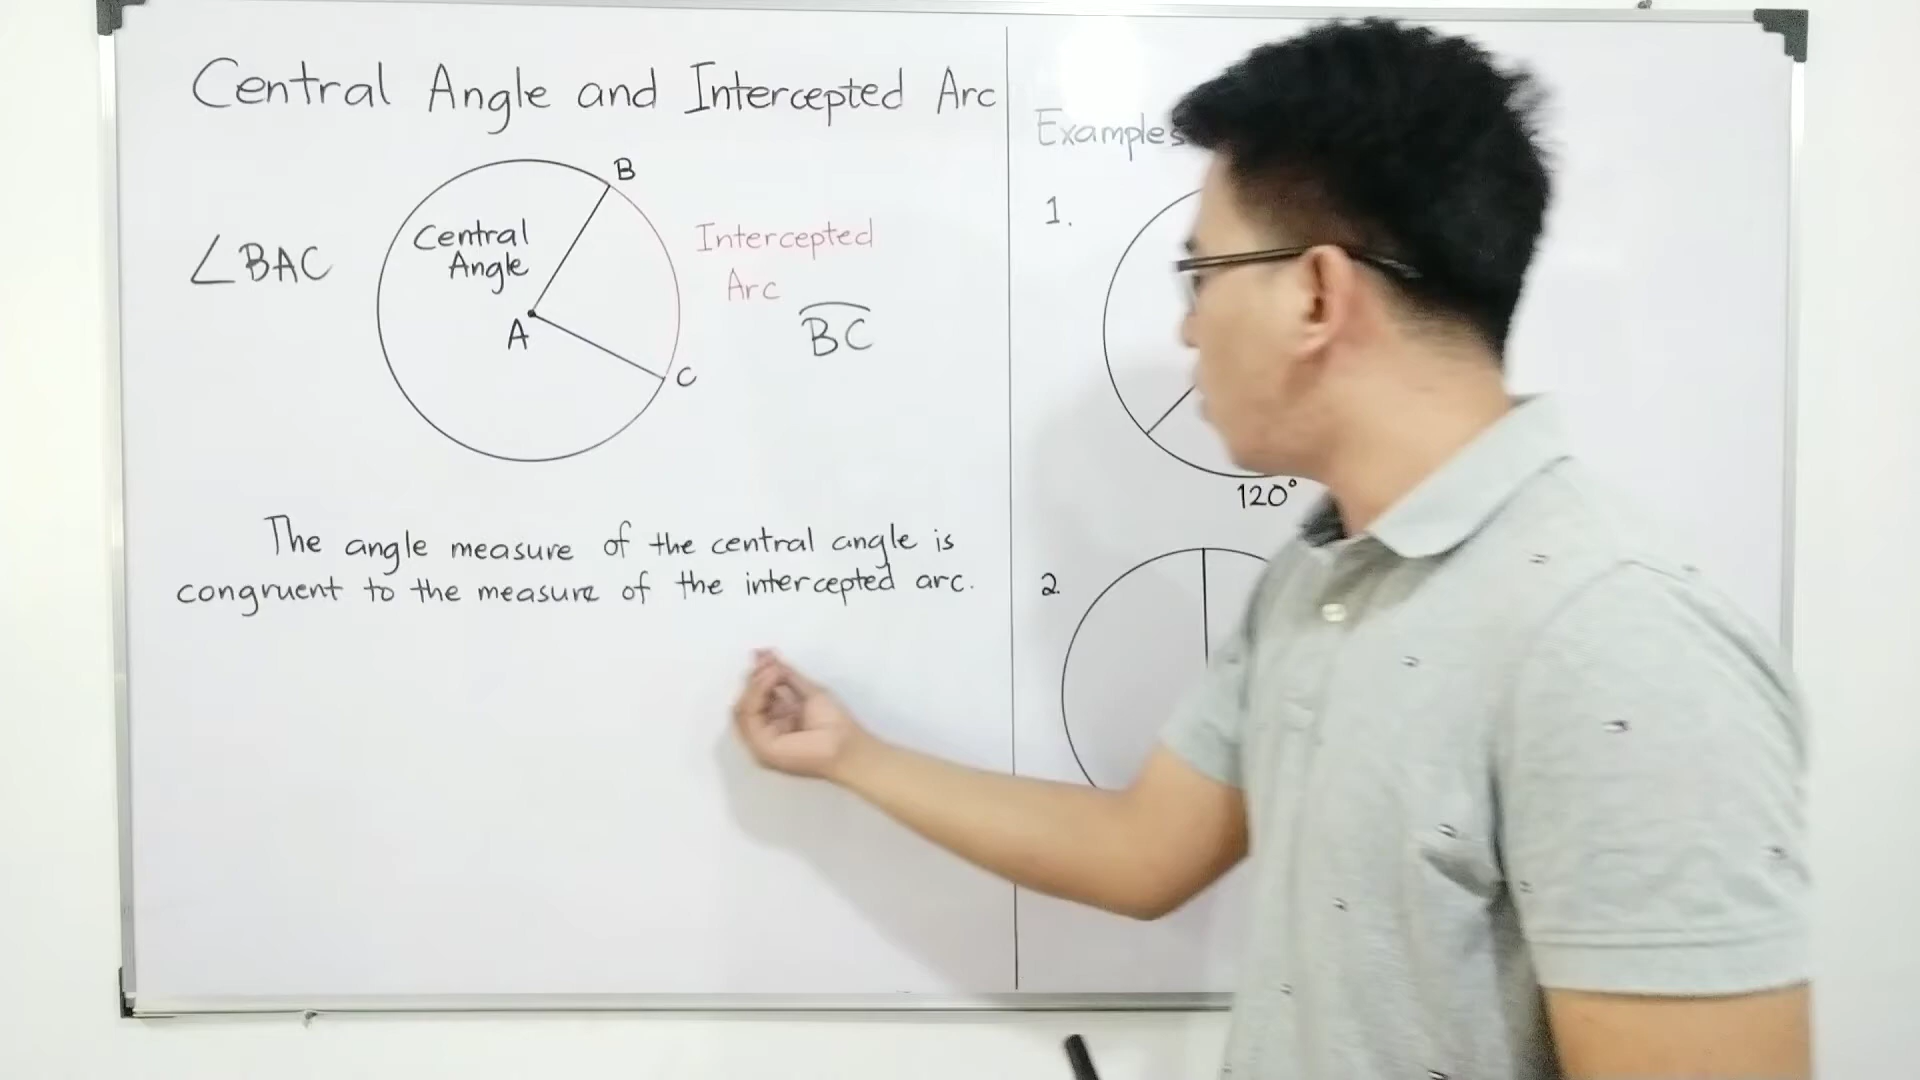 Central Angle and Intercepted Arc
∠BAC
Central
Angle
A
B
C
Intercepted
Arc
B͡C
The angle measure of the central angle is
congruent to the measure of the intercepted arc.
Examples
1.
120°
2.